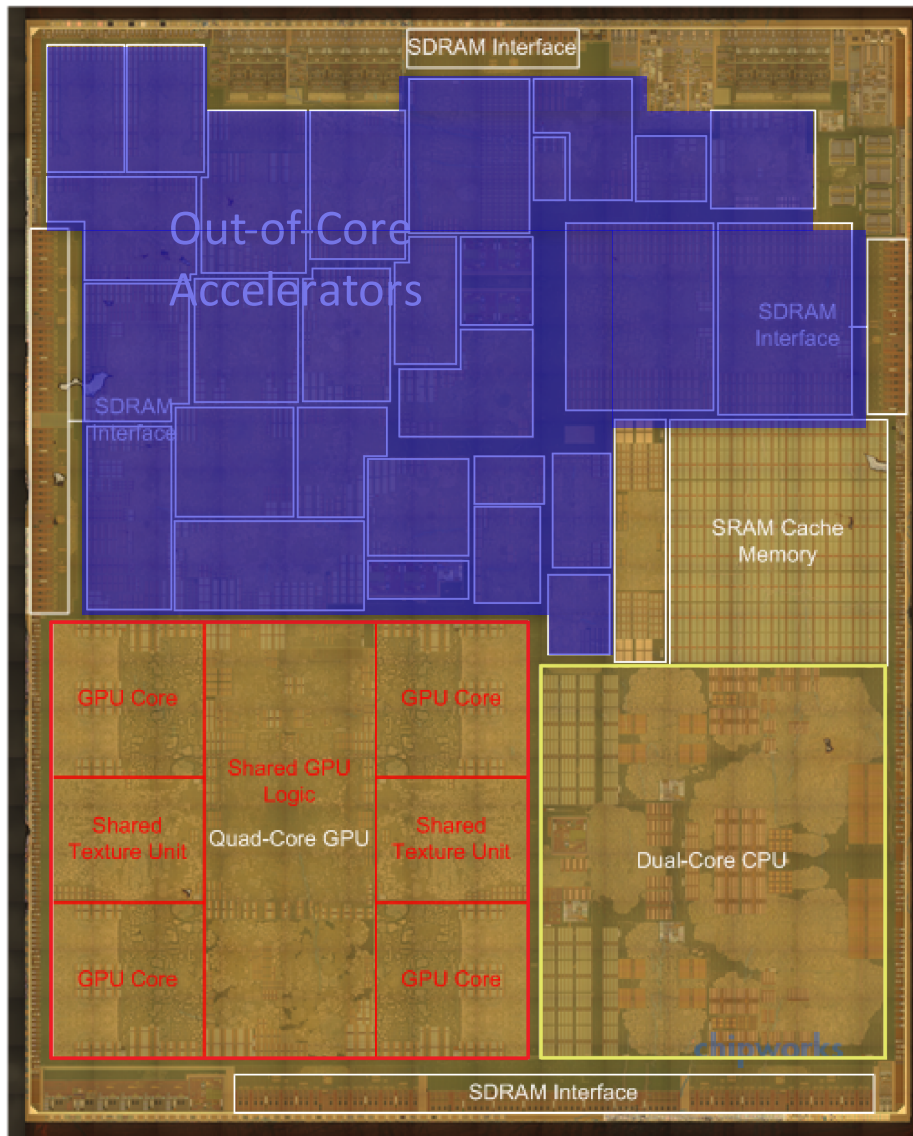 SDRAM Interface
Out-of-Core
Accelerators
SDRAM
Interface
SDRAM
Interface
SRAM Cache
Memory
GPU Core
GPU Core
Shared GPU
Logic
Shared
Texture Unit
Quad-Core GPU
Shared
Texture Unit
Dual-Core CPU
GPU Core
GPU Core
chipworks
SDRAM Interface